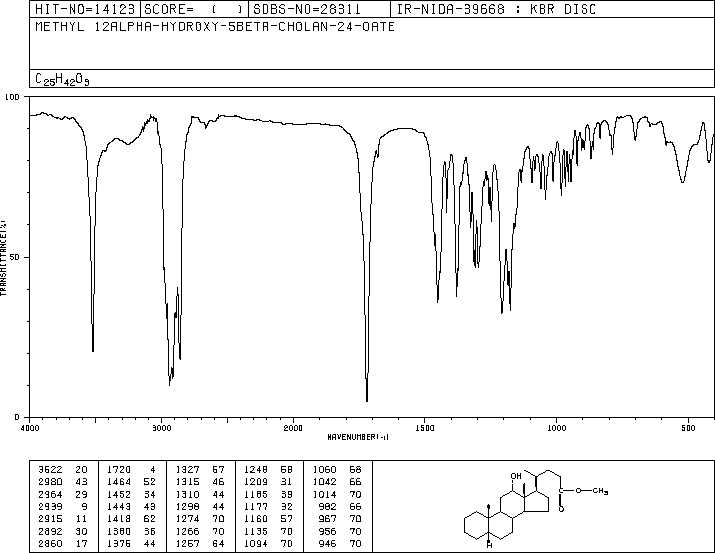 HIT-NO=14123 SCORE= ( ) SDBS-NO=28311 IR-NIDA-39668 : KBR DISC
METHYL 12ALPHA-HYDROXY-5BETA-CHOLAN-24-OATE
C25H42O3
100
50
0
TRANSMITTANCE(%)
4000 3000 2000 1500 1000 500
WAVENUMBER(-1)
3522 20 1720 4 1327 57 1248 58 1060 68
2980 43 1464 52 1315 46 1209 31 1042 66
2964 29 1452 34 1310 44 1185 39 1014 70
2939 9 1443 49 1298 44 1177 32 982 66
2915 11 1418 62 1274 70 1160 57 967 70
2892 30 1380 36 1266 70 1135 70 956 70
2860 17 1375 44 1257 64 1094 70 946 70
OH
C-O-CH3
O
H